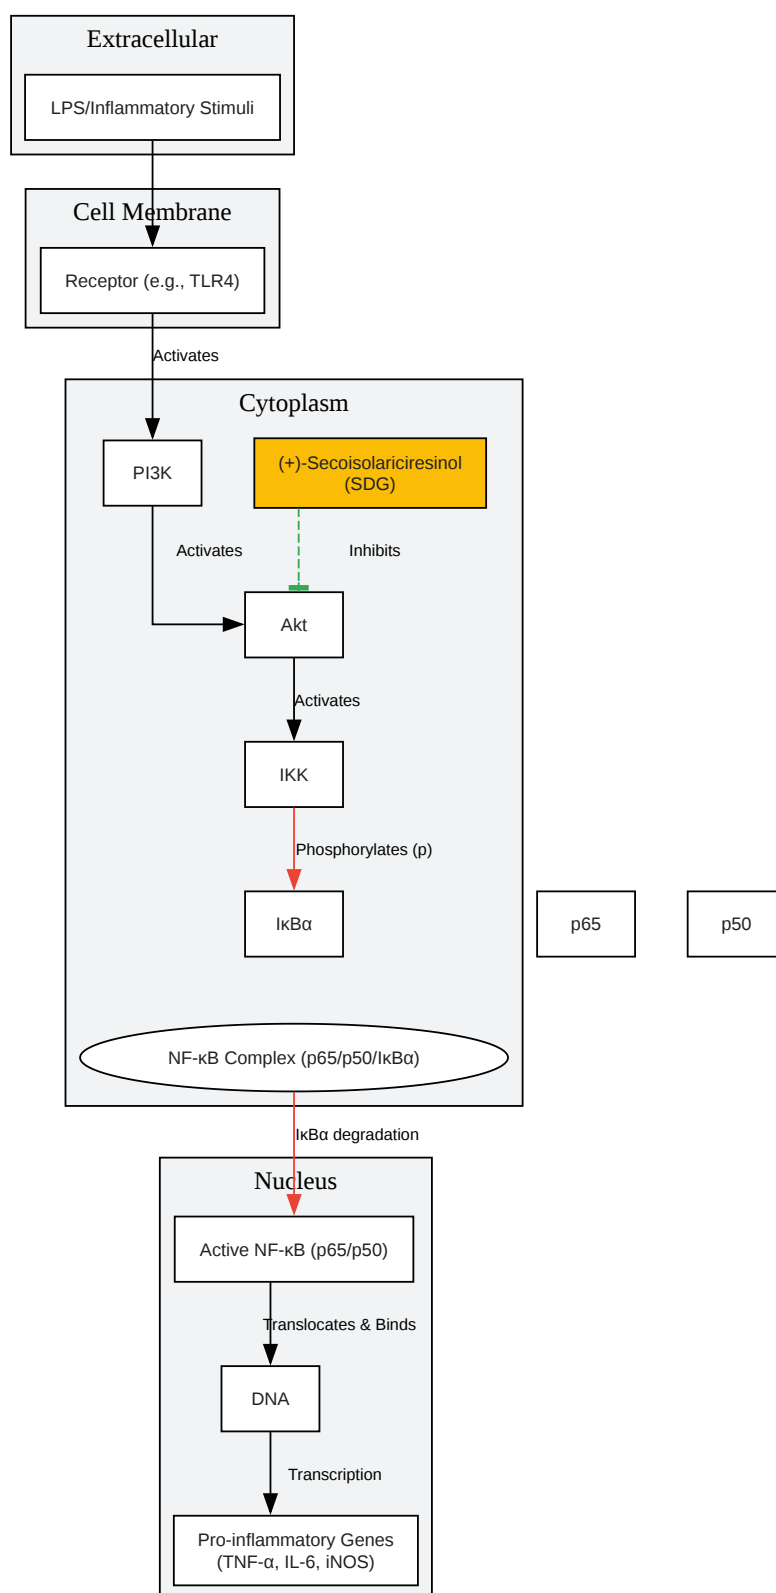 Extracellular
LPS/Inflammatory Stimuli
Cell Membrane
Receptor (e.g., TLR4)
Activates
Cytoplasm
PI3K
(+)-Secoisolariciresinol
(SDG)
Activates
Inhibits
Akt
Activates
IKK
Phosphorylates (p)
IκBα
p65
p50
NF-κB Complex (p65/p50/IκBα)
IκBα degradation
Nucleus
Active NF-κB (p65/p50)
Translocates & Binds
DNA
Transcription
Pro-inflammatory Genes
(TNF-α, IL-6, iNOS)